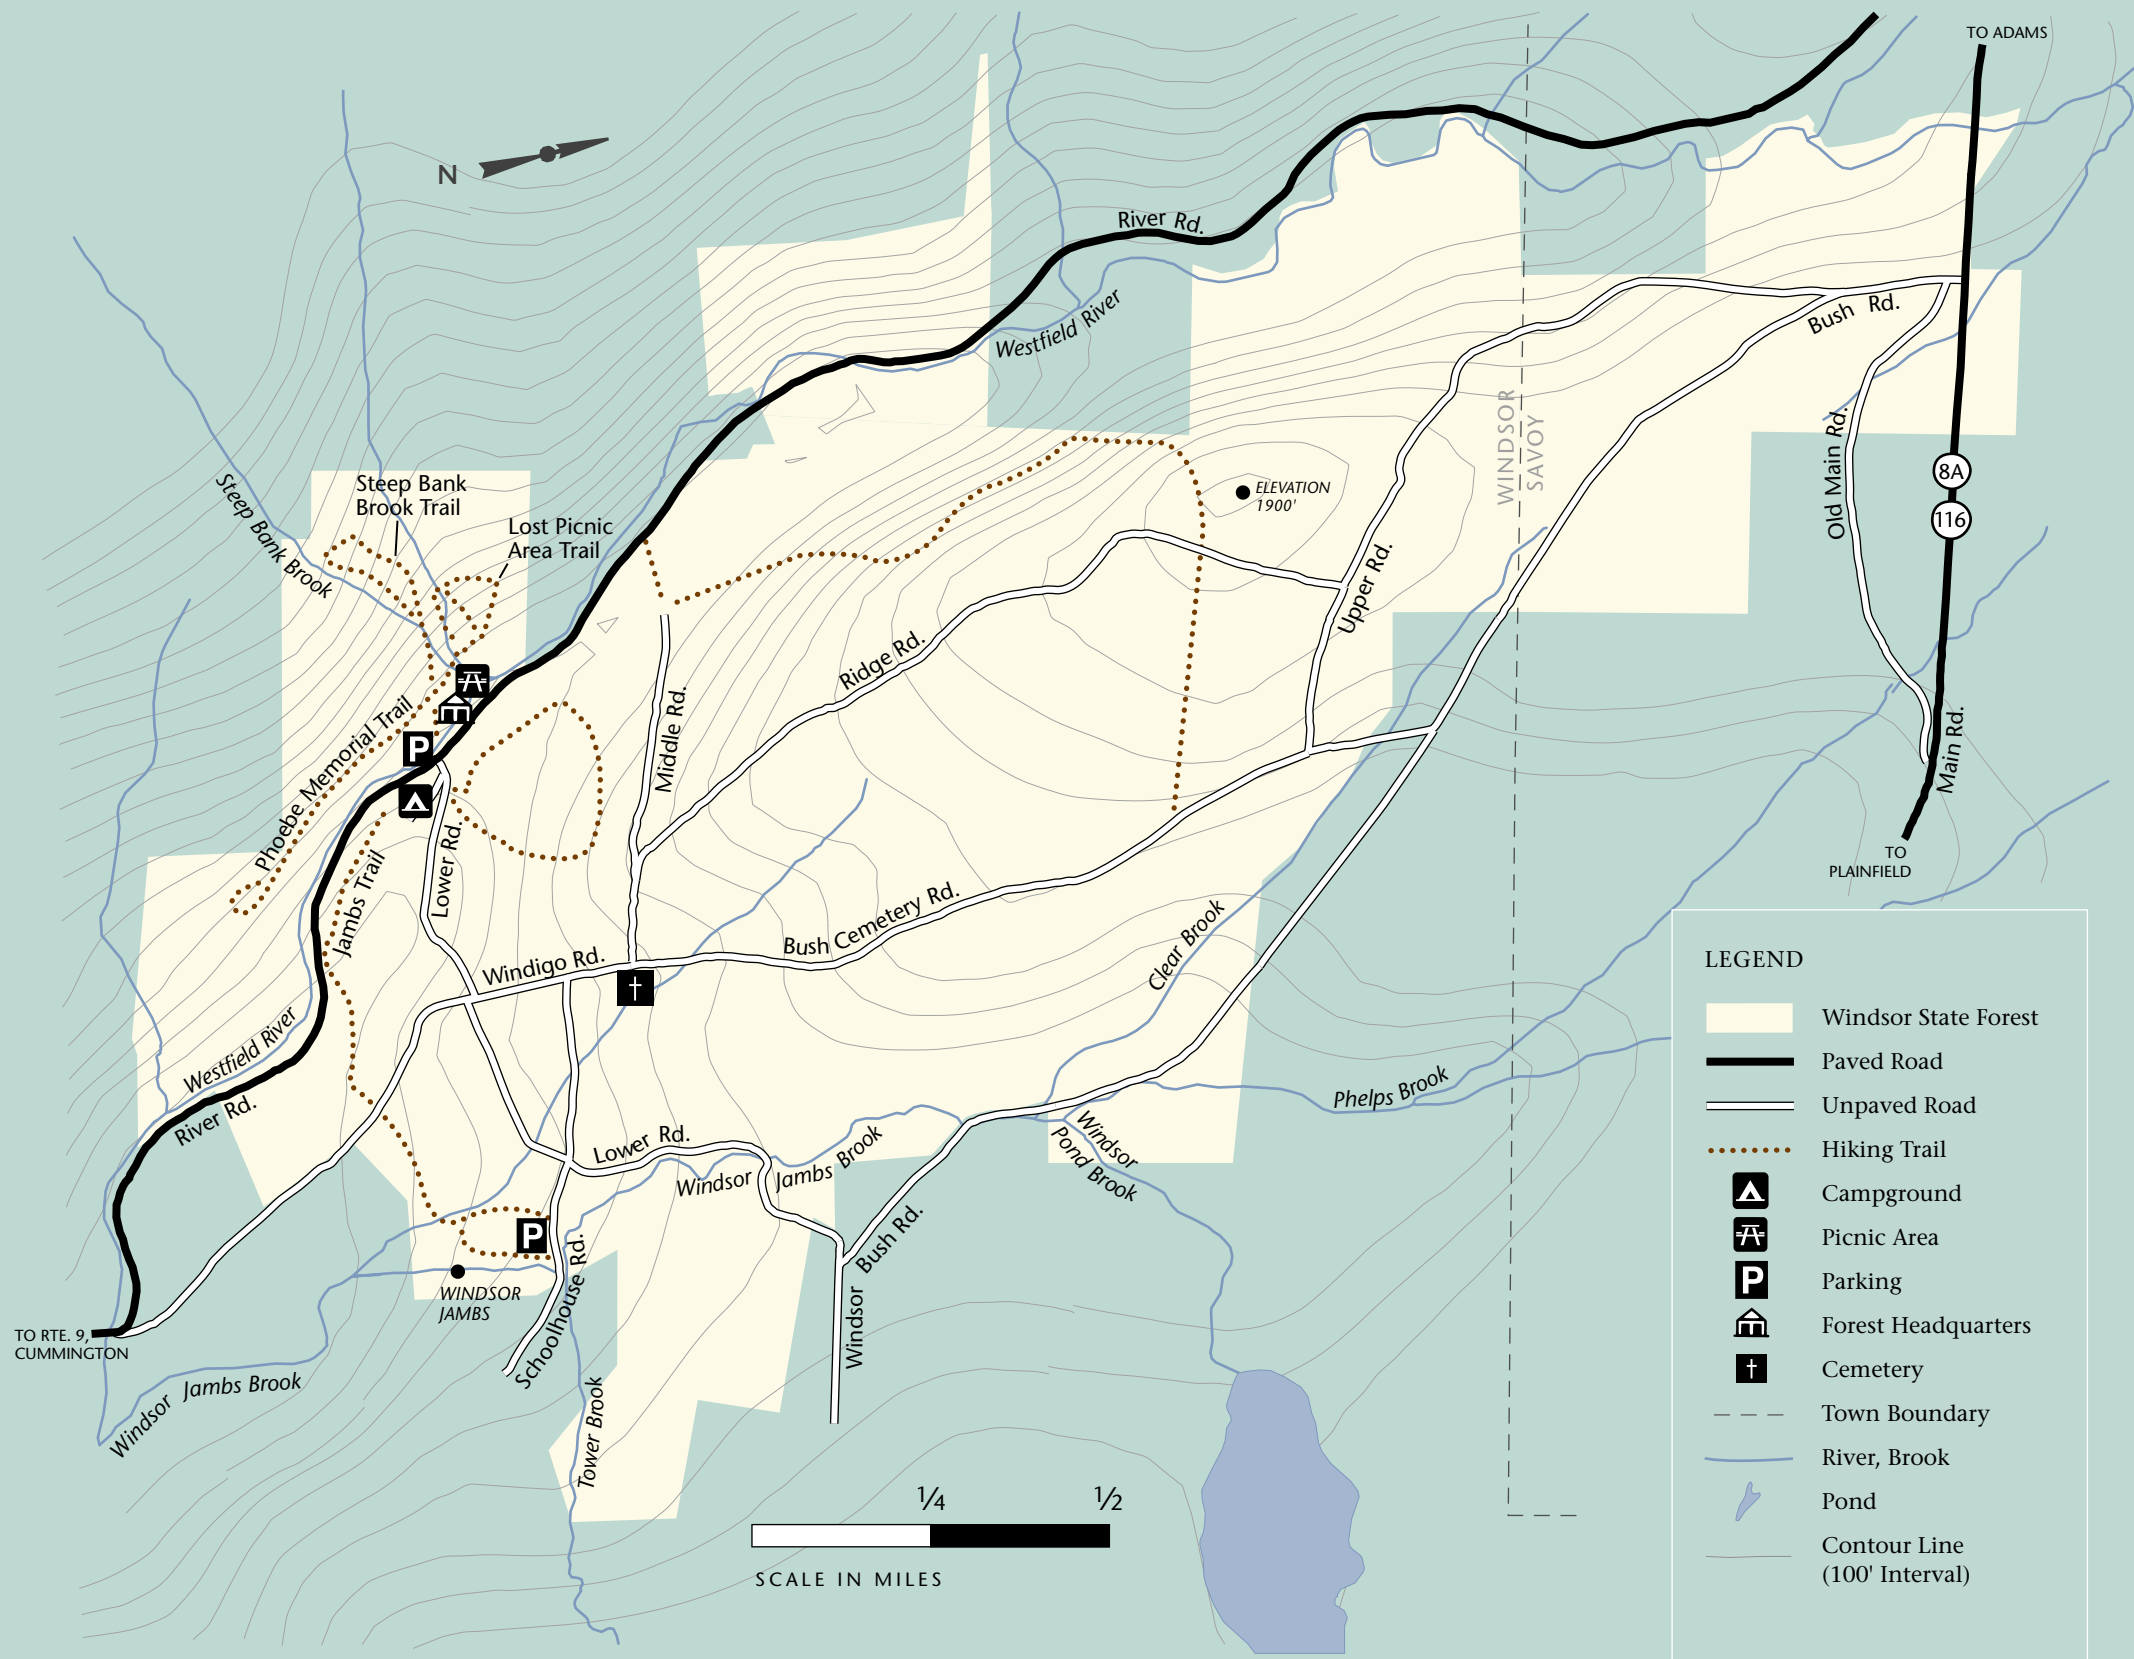 TO ADAMS
N
River Rd.
Westfield River
Bush Rd.
WINDSOR
SAVOY
Old Main Rd.
8A
116
Steep Bank
Brook Trail
Steep Bank Brook
Lost Picnic
Area Trail
ELEVATION
1900'
Upper Rd.
Ridge Rd.
Middle Rd.
Phoebe Memorial Trail
P
Jambs Trail
Lower Rd.
Main Rd.
TO
PLAINFIELD
Bush Cemetery Rd.
Windigo Rd.
Clear Brook
Westfield River
River Rd.
Phelps Brook
Windsor
Pond Brook
Lower Rd.
Windsor Jambs Brook
P
Bush Rd.
Windsor
Schoolhouse Rd.
WINDSOR
JAMBS
TO RTE. 9,
CUMMINGTON
Windsor Jambs Brook
Tower Brook
1/4 1/2
SCALE IN MILES
LEGEND
Windsor State Forest
Paved Road
Unpaved Road
Hiking Trail
Campground
Picnic Area
P Parking
Forest Headquarters
Cemetery
Town Boundary
River, Brook
Pond
Contour Line
(100' Interval)